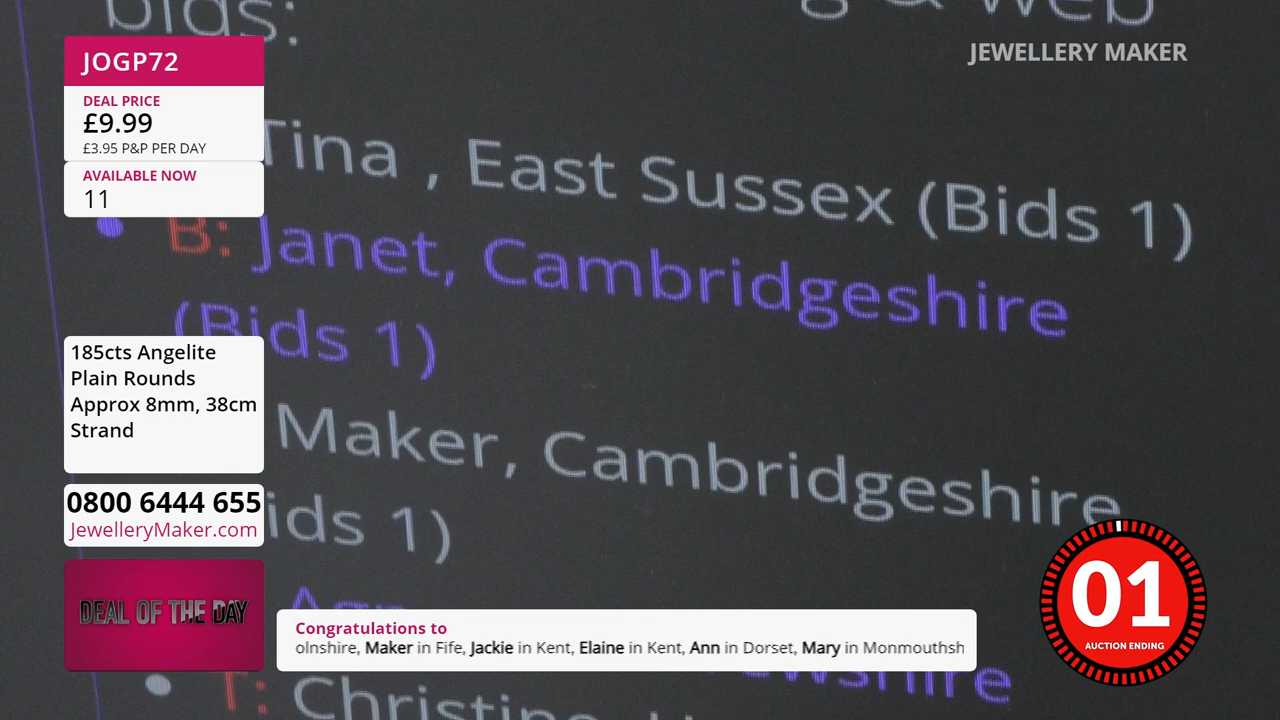 bids:
& web
JEWELLERY MAKER
JOGP72
DEAL PRICE
£9.99
£3.95 P&P PER DAY
AVAILABLE NOW
11
Tina , East Sussex (Bids 1)
B: Janet, Cambridgeshire
(Bids 1)
Maker, Cambridgeshire
ids 1)
185cts Angelite
Plain Rounds
Approx 8mm, 38cm
Strand
0800 6444 655
JewelleryMaker.com
DEAL OF THE DAY
01
AUCTION ENDING
Congratulations to
olnshire, Maker in Fife, Jackie in Kent, Elaine in Kent, Ann in Dorset, Mary in Monmouthsh
T: Christine